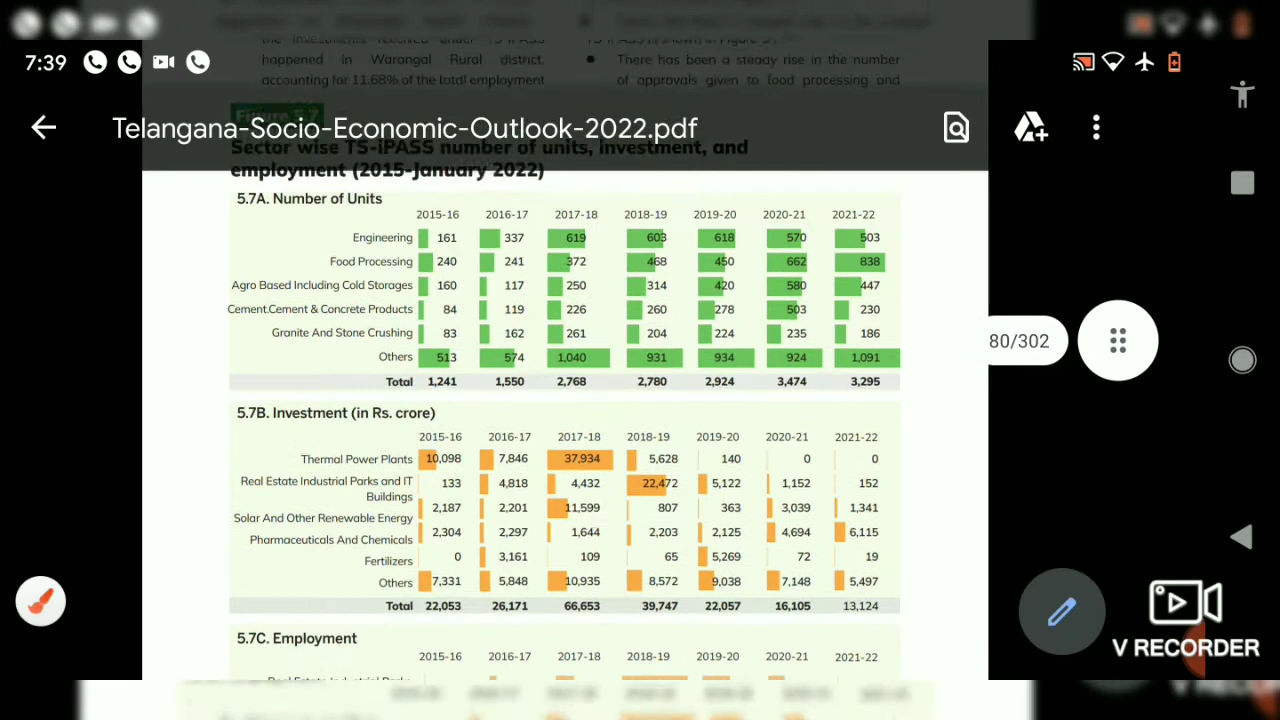 7:39
the investments received under TS-iPASS
happened in Warangal Rural district,
accounting for 11.68% of the total employment
There has been a steady rise in the number
of approvals given to food processing and
Figure 5.7
Telangana-Socio-Economic-Outlook-2022.pdf
Sector wise TS-iPASS number of units, investment, and
employment (2015-January 2022)
5.7A. Number of Units
2015-16 2016-17 2017-18 2018-19 2019-20 2020-21 2021-22
Engineering 161 337 619 603 618 570 503
Food Processing 240 241 372 468 450 662 838
Agro Based Including Cold Storages 160 117 250 314 420 580 447
Cement.Cement & Concrete Products 84 119 226 260 278 503 230
Granite And Stone Crushing 83 162 261 204 224 235 186
Others 513 574 1,040 931 934 924 1,091
Total 1,241 1,550 2,768 2,780 2,924 3,474 3,295
80/302
5.7B. Investment (in Rs. crore)
2015-16 2016-17 2017-18 2018-19 2019-20 2020-21 2021-22
Thermal Power Plants 10,098 7,846 37,934 5,628 140 0 0
Real Estate Industrial Parks and IT 133 4,818 4,432 22,472 5,122 1,152 152
Buildings
Solar And Other Renewable Energy 2,187 2,201 11,599 807 363 3,039 1,341
Pharmaceuticals And Chemicals 2,304 2,297 1,644 2,203 2,125 4,694 6,115
Fertilizers 0 3,161 109 65 5,269 72 19
Others 7,331 5,848 10,935 8,572 9,038 7,148 5,497
Total 22,053 26,171 66,653 39,747 22,057 16,105 13,124
5.7C. Employment
2015-16 2016-17 2017-18 2018-19 2019-20 2020-21 2021-22
V RECORDER